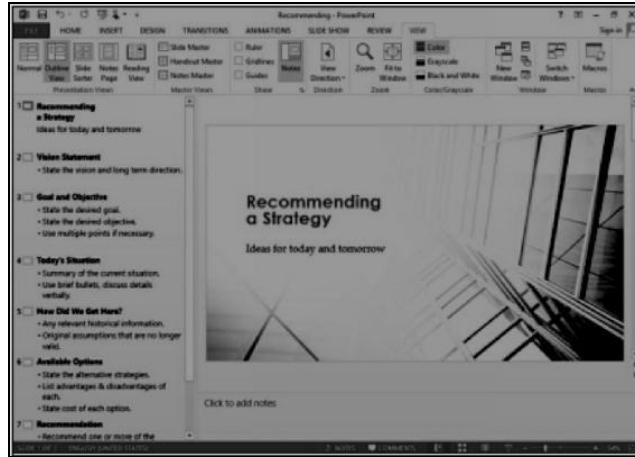 Recommending - PowerPoint
FILE HOME INSERT DESIGN TRANSITIONS ANIMATIONS SLIDE SHOW REVIEW VIEW Sign in
Normal Outline View Slide Sorter Notes Page Reading View
Slide Master
Handout Master
Notes Master
Ruler
Gridlines
Guides
Notes
View Direction
Zoom
Fit to Window
Color
Grayscale
Black and White
New Window
Switch Windows
Macros
Presentation Views Master Views Show Direction Zoom Color/Grayscale Window Macros
1 Recommending
a Strategy
Ideas for today and tomorrow
2 Vision Statement
• State the vision and long term direction.
3 Goal and Objective
• State the desired goal.
• State the desired objective.
• Use multiple points if necessary.
4 Today's Situation
• Summary of the current situation.
• Use brief bullets, discuss details
verbally.
5 How Did We Get Here?
• Any relevant historical information.
• Original assumptions that are no longer
valid.
6 Available Options
• State the alternative strategies.
• List advantages & disadvantages of
each.
• State cost of each option.
7 Recommendation
• Recommend one or more of the
Recommending
a Strategy
Ideas for today and tomorrow
Click to add notes
ENGLISH (UNITED STATES) NOTES COMMENTS